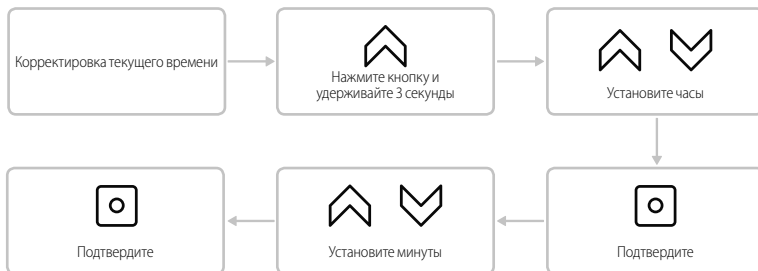 Корректировка текущего времени
Нажмите кнопку и
удерживайте 3 секунды
Установите часы
Подтвердите
Установите минуты
Подтвердите